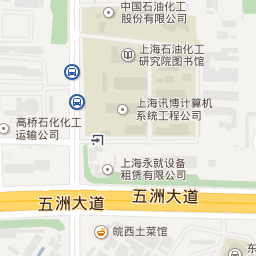 中国石油化工
股份有限公司
上海石油化工
研究院图书馆
上海讯博计算机
系统工程公司
高桥石化化工
运输公司
上海永就设备
租赁有限公司
五洲大道
五洲大道
皖西土菜馆
东